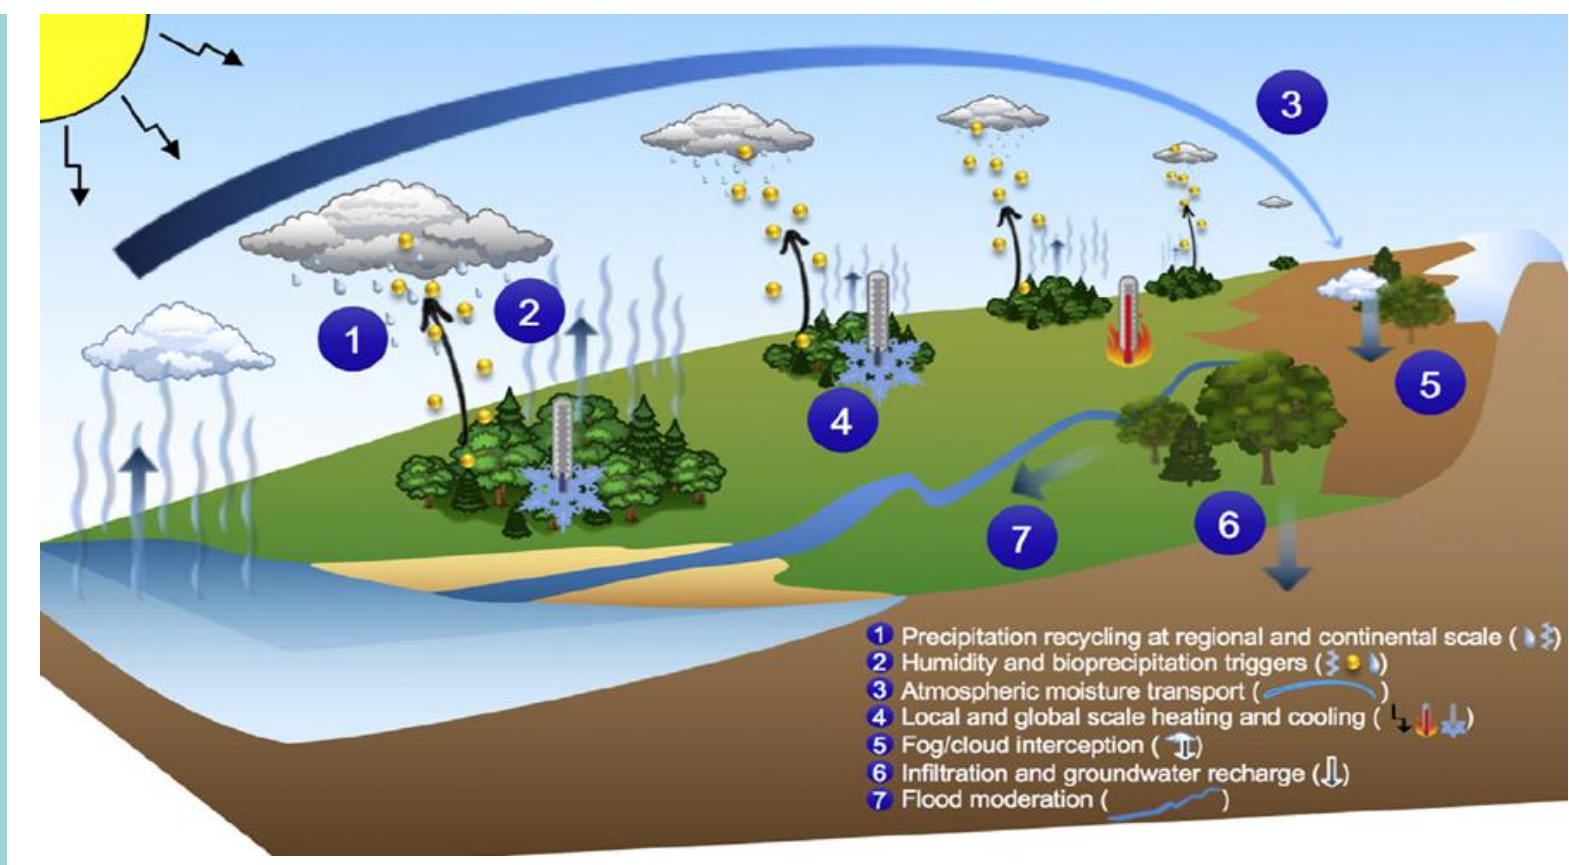 1
2
3
4
5
6
7
1 Precipitation recycling at regional and continental scale ( )
2 Humidity and bioprecipitation triggers ( )
3 Atmospheric moisture transport ( )
4 Local and global scale heating and cooling ( )
5 Fog/cloud interception ( )
6 Infiltration and groundwater recharge ( )
7 Flood moderation ( )